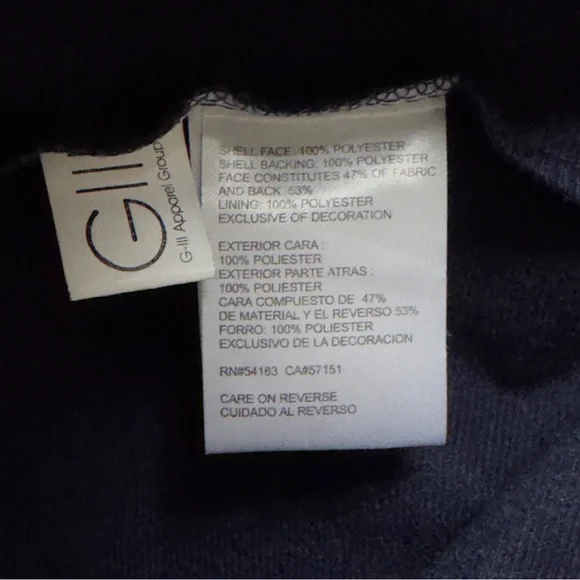 GIII
G-III Apparel Group
SHELL FACE: 100% POLYESTER
SHELL BACKING: 100% POLYESTER
FACE CONSTITUTES 47% OF FABRIC
AND BACK 53%
LINING: 100% POLYESTER
EXCLUSIVE OF DECORATION
EXTERIOR CARA :
100% POLIESTER
EXTERIOR PARTE ATRAS :
100% POLIESTER
CARA COMPUESTO DE 47%
DE MATERIAL Y EL REVERSO 53%
FORRO: 100% POLIESTER
EXCLUSIVO DE LA DECORACION
RN#54163 CA#57151
CARE ON REVERSE
CUIDADO AL REVERSO